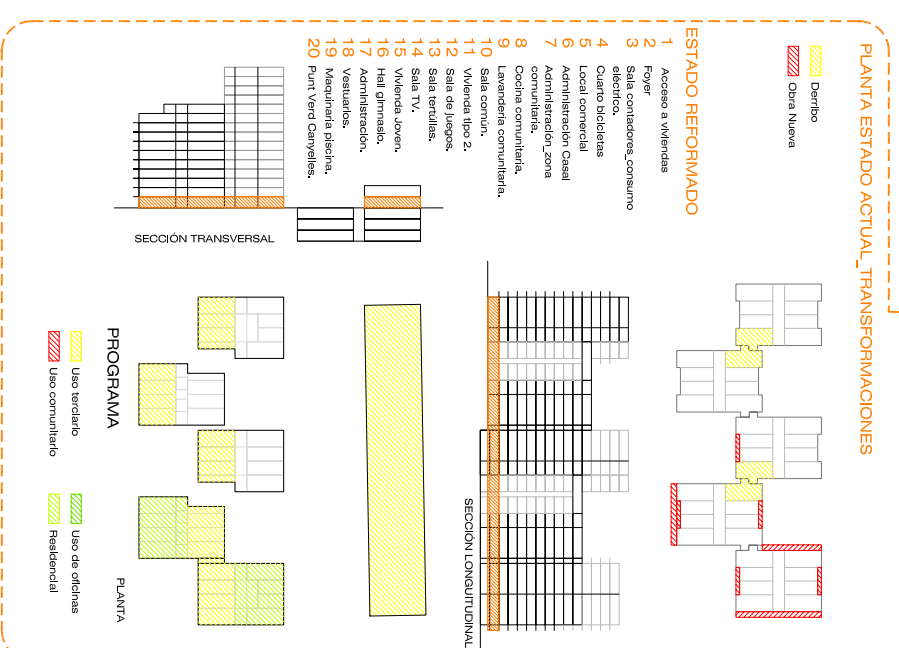 PLANTA ESTADO ACTUAL_TRANSFORMACIONES
Derribo
Obra Nueva
ESTADO REFORMADO
1 Acceso a viviendas
2 Foyer
3 Sala contadores_consumo
eléctrico.
4 Cuarto bicicletas
5 Local comercial
6 Administración Casal
7 Administración_zona
comunitaria.
8 Cocina comunitaria.
9 Lavandería comunitaria.
10 Sala común.
11 Vivienda tipo 2.
12 Sala de juegos.
13 Sala tertúlias.
14 Sala TV.
15 Vivienda Joven.
16 Hall gimnasio.
17 Administración.
18 Vestuarios.
19 Maquinaria piscina.
20 Punt Verd Canyelles.
SECCIÓN TRANSVERSAL
SECCIÓN LONGUITUDINAL
PROGRAMA
Uso terciario
Uso comunitario
Uso de oficinas
Residencial
PLANTA